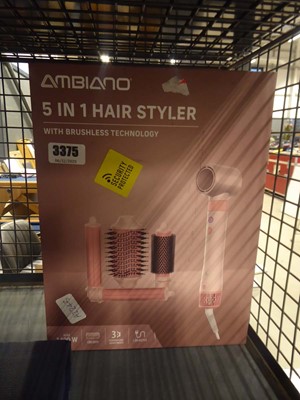 AMBIANO
5 IN 1 HAIR STYLER
WITH BRUSHLESS TECHNOLOGY
3375
SECURITY
PROTECTED